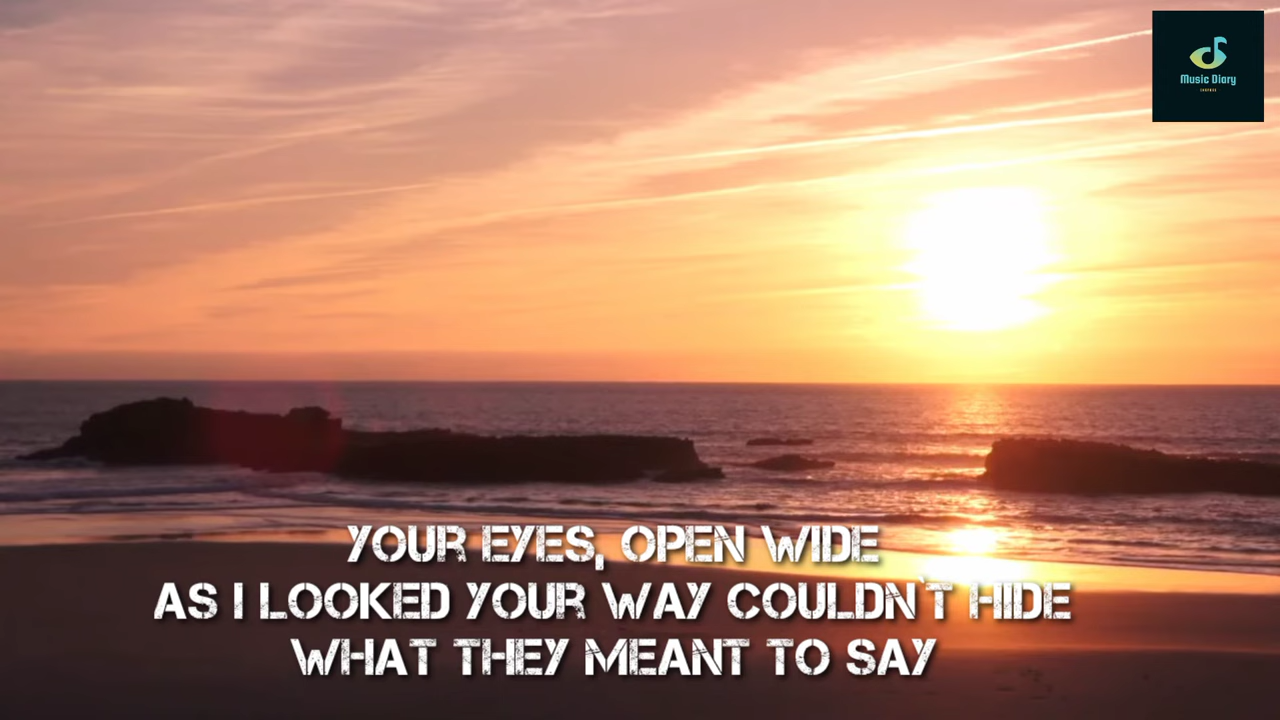 Music Diary
YOUR EYES, OPEN WIDE
AS I LOOKED YOUR WAY COULDN'T HIDE
WHAT THEY MEANT TO SAY